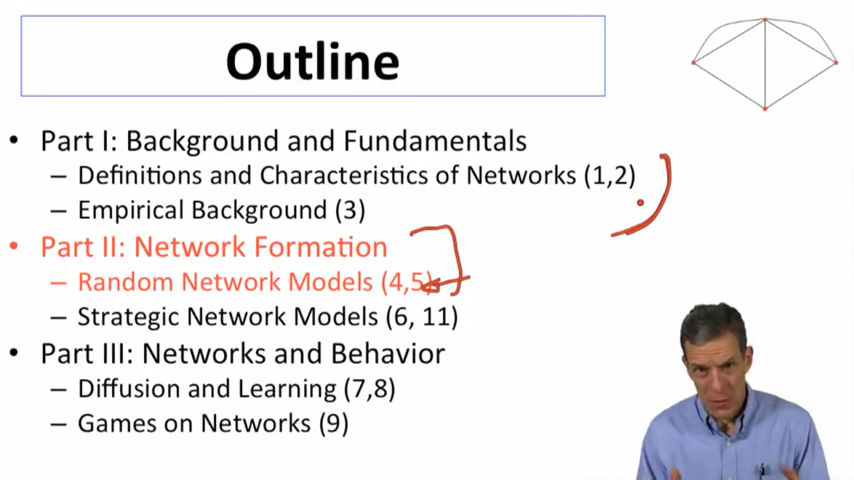 Outline
• Part I: Background and Fundamentals
– Definitions and Characteristics of Networks (1,2)
– Empirical Background (3)
• Part II: Network Formation
– Random Network Models (4,5)
– Strategic Network Models (6, 11)
• Part III: Networks and Behavior
– Diffusion and Learning (7,8)
– Games on Networks (9)